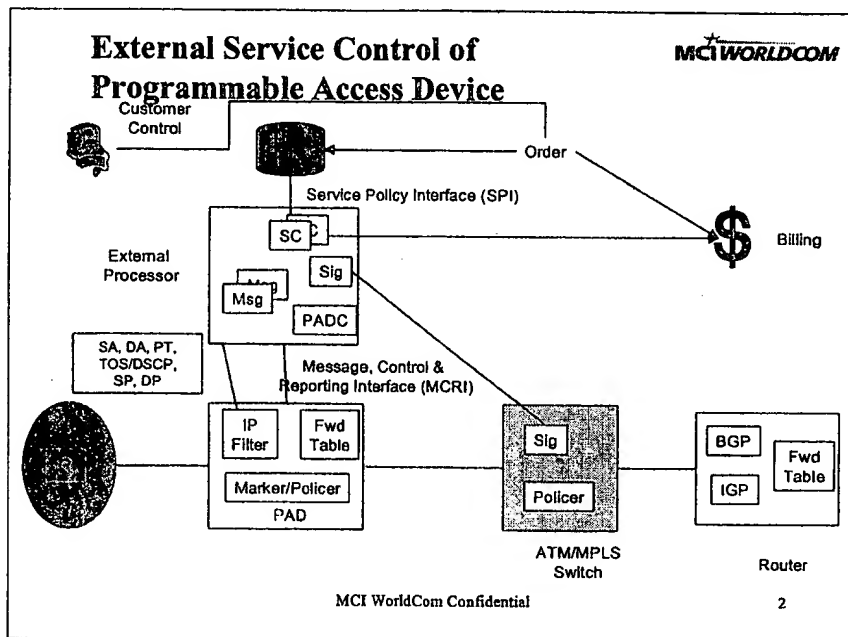 External Service Control of
Programmable Access Device
MCI WORLDCOM
Customer
Control
Order
Service Policy Interface (SPI)
SC
Billing
External
Processor
Sig
Msg
Msg
PADC
SA, DA, PT,
TOS/DSCP,
SP, DP
Message, Control &
Reporting Interface (MCRI)
IP
Filter
Fwd
Table
Marker/Policer
PAD
Sig
Policer
ATM/MPLS
Switch
BGP
IGP
Fwd
Table
Router
MCI WorldCom Confidential
2